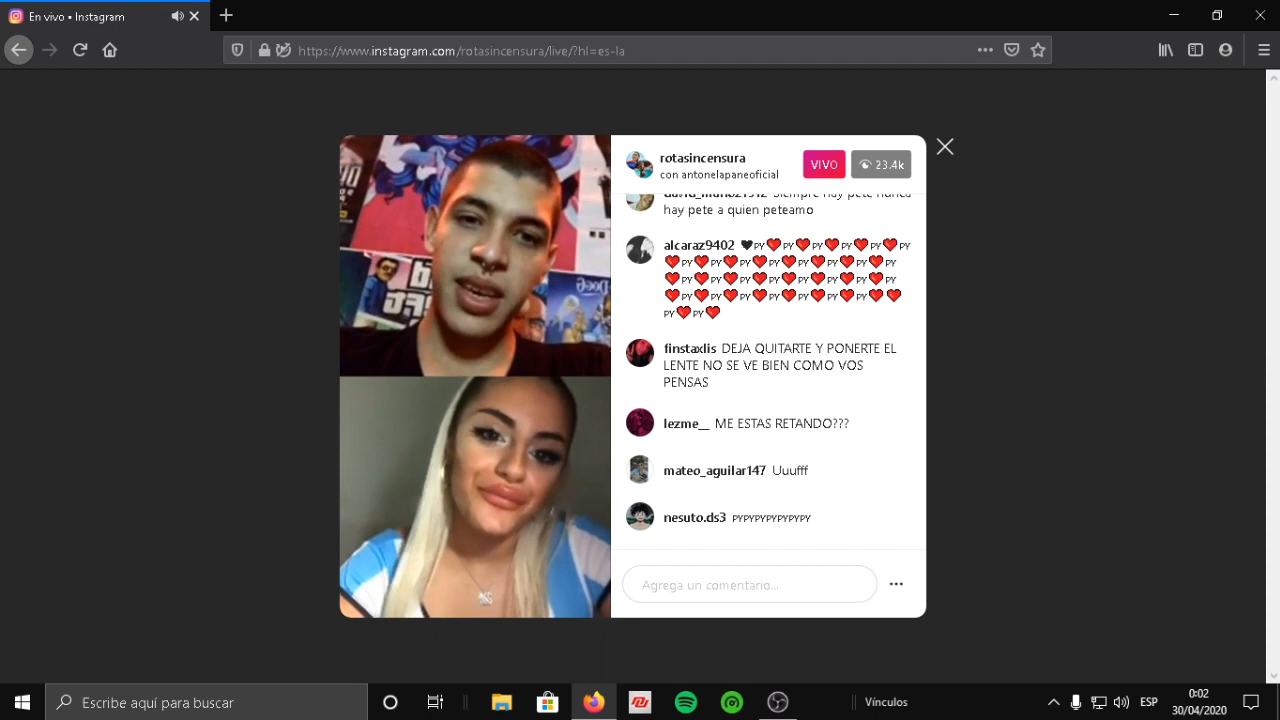 En vivo • Instagram
https://www.instagram.com/rotasincensura/live/?hl=es-la
rotasincensura
con antonelapaneoficial
VIVO
23.4k
Siempre hay pete nunca
hay pete a quien peteamo
alcaraz9402 🖤PY❤️PY❤️PY❤️PY❤️PY❤️PY
❤️PY❤️PY❤️PY❤️PY❤️PY❤️PY❤️PY❤️PY
❤️PY❤️PY❤️PY❤️PY❤️PY❤️PY❤️PY❤️PY
❤️PY❤️PY❤️PY❤️PY❤️PY❤️PY❤️PY❤️❤️
PY❤️PY❤️
finstaxlis DEJA QUITARTE Y PONERTE EL
LENTE NO SE VE BIEN COMO VOS
PENSAS
lezme__ ME ESTAS RETANDO???
mateo_aguilar147 Uuufff
nesuto.ds3 PYPYPYPYPYPYPY
Agrega un comentario...
Escribe aquí para buscar
Vínculos
ESP
0:02
30/04/2020